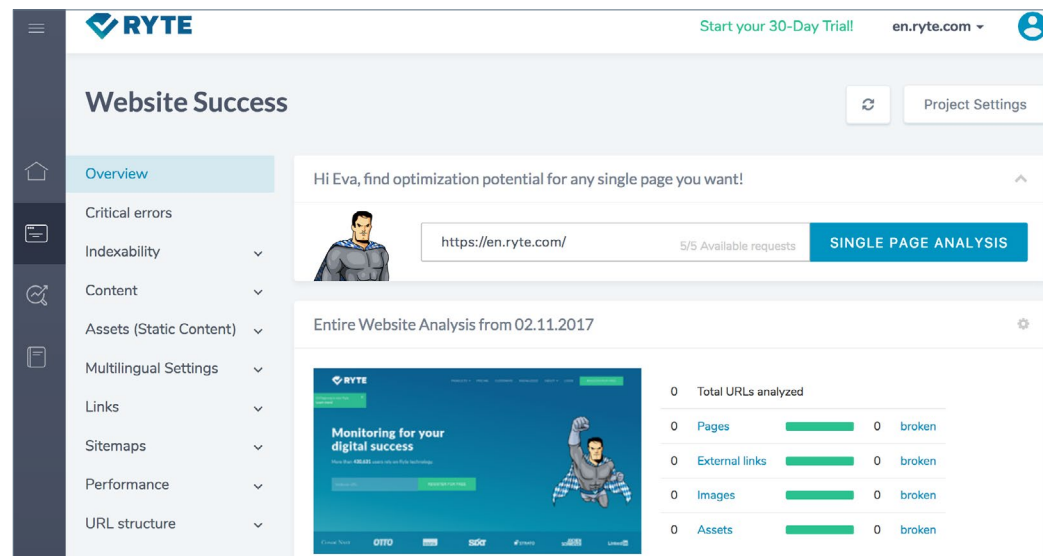 RYTE
Start your 30-Day Trial!
en.ryte.com
Website Success
Project Settings
Overview
Critical errors
Indexability
Content
Assets (Static Content)
Multilingual Settings
Links
Sitemaps
Performance
URL structure
Hi Eva, find optimization potential for any single page you want!
https://en.ryte.com/
5/5 Available requests
SINGLE PAGE ANALYSIS
Entire Website Analysis from 02.11.2017
RYTE
Monitoring for your
digital success
OTTO
SIXT
0 Total URLs analyzed
0 Pages 0 broken
0 External links 0 broken
0 Images 0 broken
0 Assets 0 broken